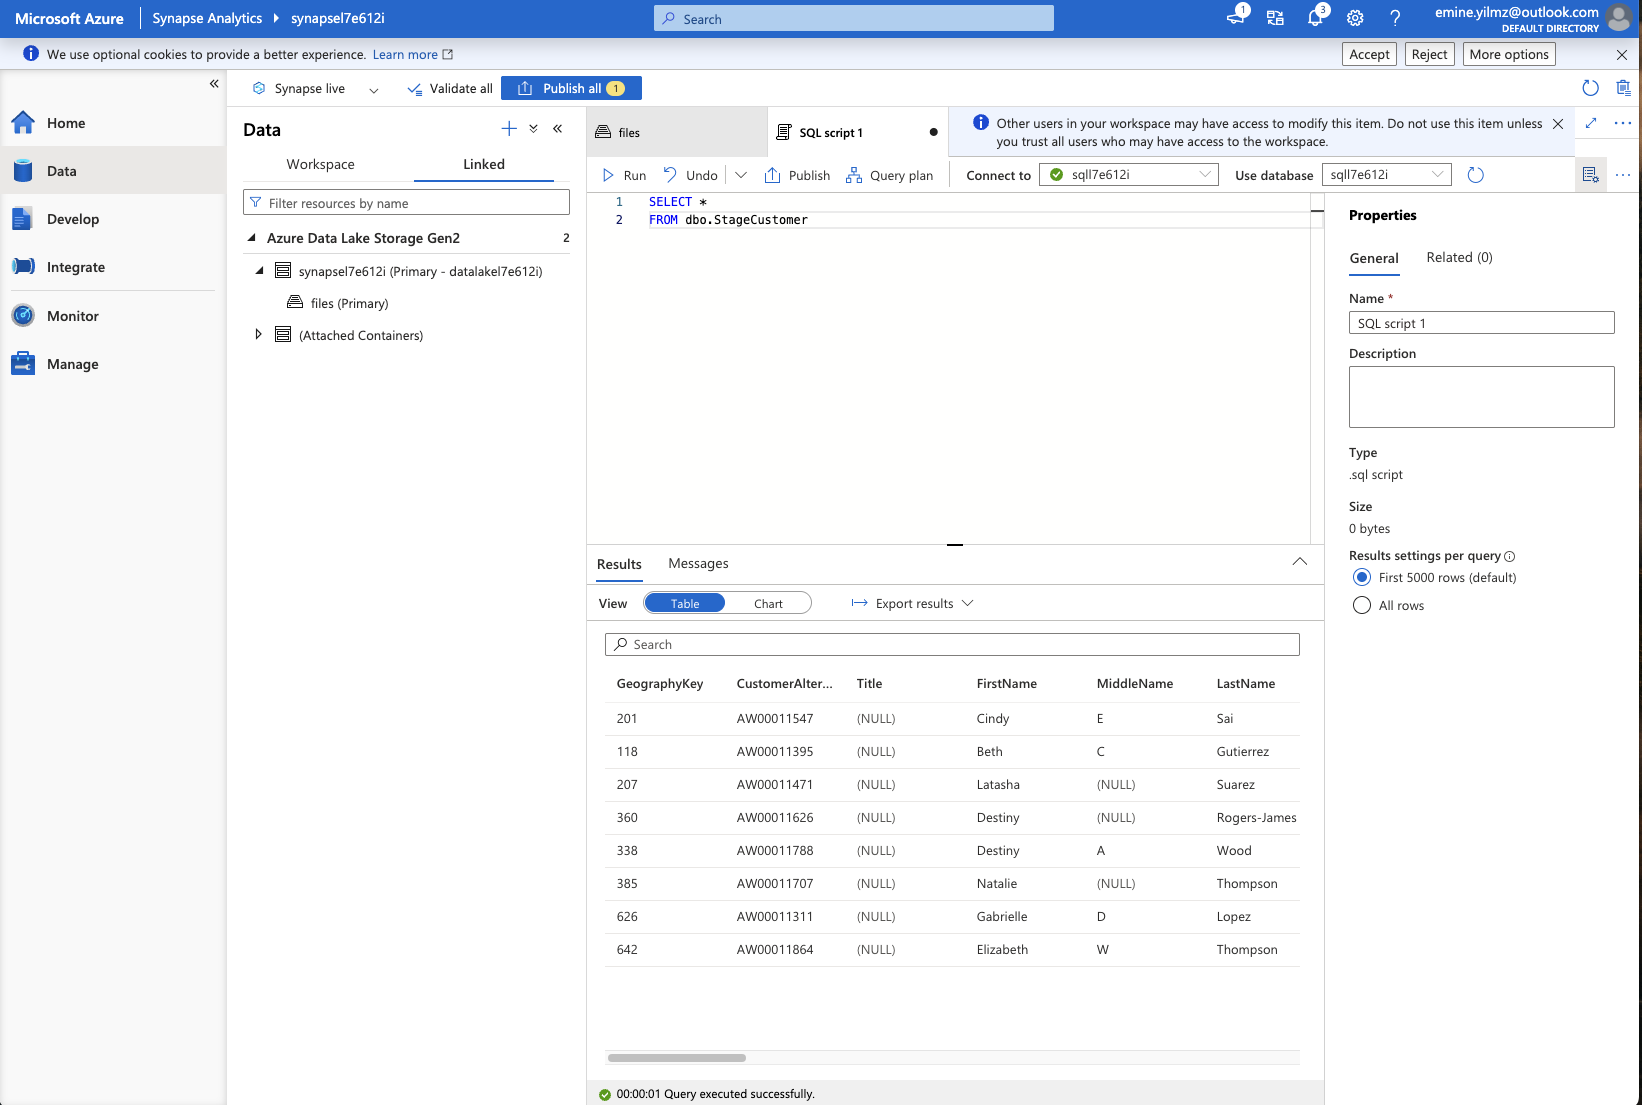 Microsoft Azure
Synapse Analytics
synapsel7e612i
Search
1
3
emine.yilmz@outlook.com
DEFAULT DIRECTORY
We use optional cookies to provide a better experience. Learn more
Accept
Reject
More options
Home
Data
Develop
Integrate
Monitor
Manage
Synapse live
Validate all
Publish all 1
Data
Workspace
Linked
Filter resources by name
Azure Data Lake Storage Gen2 2
synapsel7e612i (Primary - datalakel7e612i)
files (Primary)
(Attached Containers)
files
SQL script 1
Other users in your workspace may have access to modify this item. Do not use this item unless
you trust all users who may have access to the workspace.
Run
Undo
Publish
Query plan
Connect to
sqll7e612i
Use database
sqll7e612i
1 SELECT *
2 FROM dbo.StageCustomer
Results
Messages
View
Table
Chart
Export results
Search
GeographyKey CustomerAlter... Title FirstName MiddleName LastName
201 AW00011547 (NULL) Cindy E Sai
118 AW00011395 (NULL) Beth C Gutierrez
207 AW00011471 (NULL) Latasha (NULL) Suarez
360 AW00011626 (NULL) Destiny (NULL) Rogers-James
338 AW00011788 (NULL) Destiny A Wood
385 AW00011707 (NULL) Natalie (NULL) Thompson
626 AW00011311 (NULL) Gabrielle D Lopez
642 AW00011864 (NULL) Elizabeth W Thompson
00:00:01 Query executed successfully.
Properties
General
Related (0)
Name *
SQL script 1
Description
Type
.sql script
Size
0 bytes
Results settings per query
First 5000 rows (default)
All rows